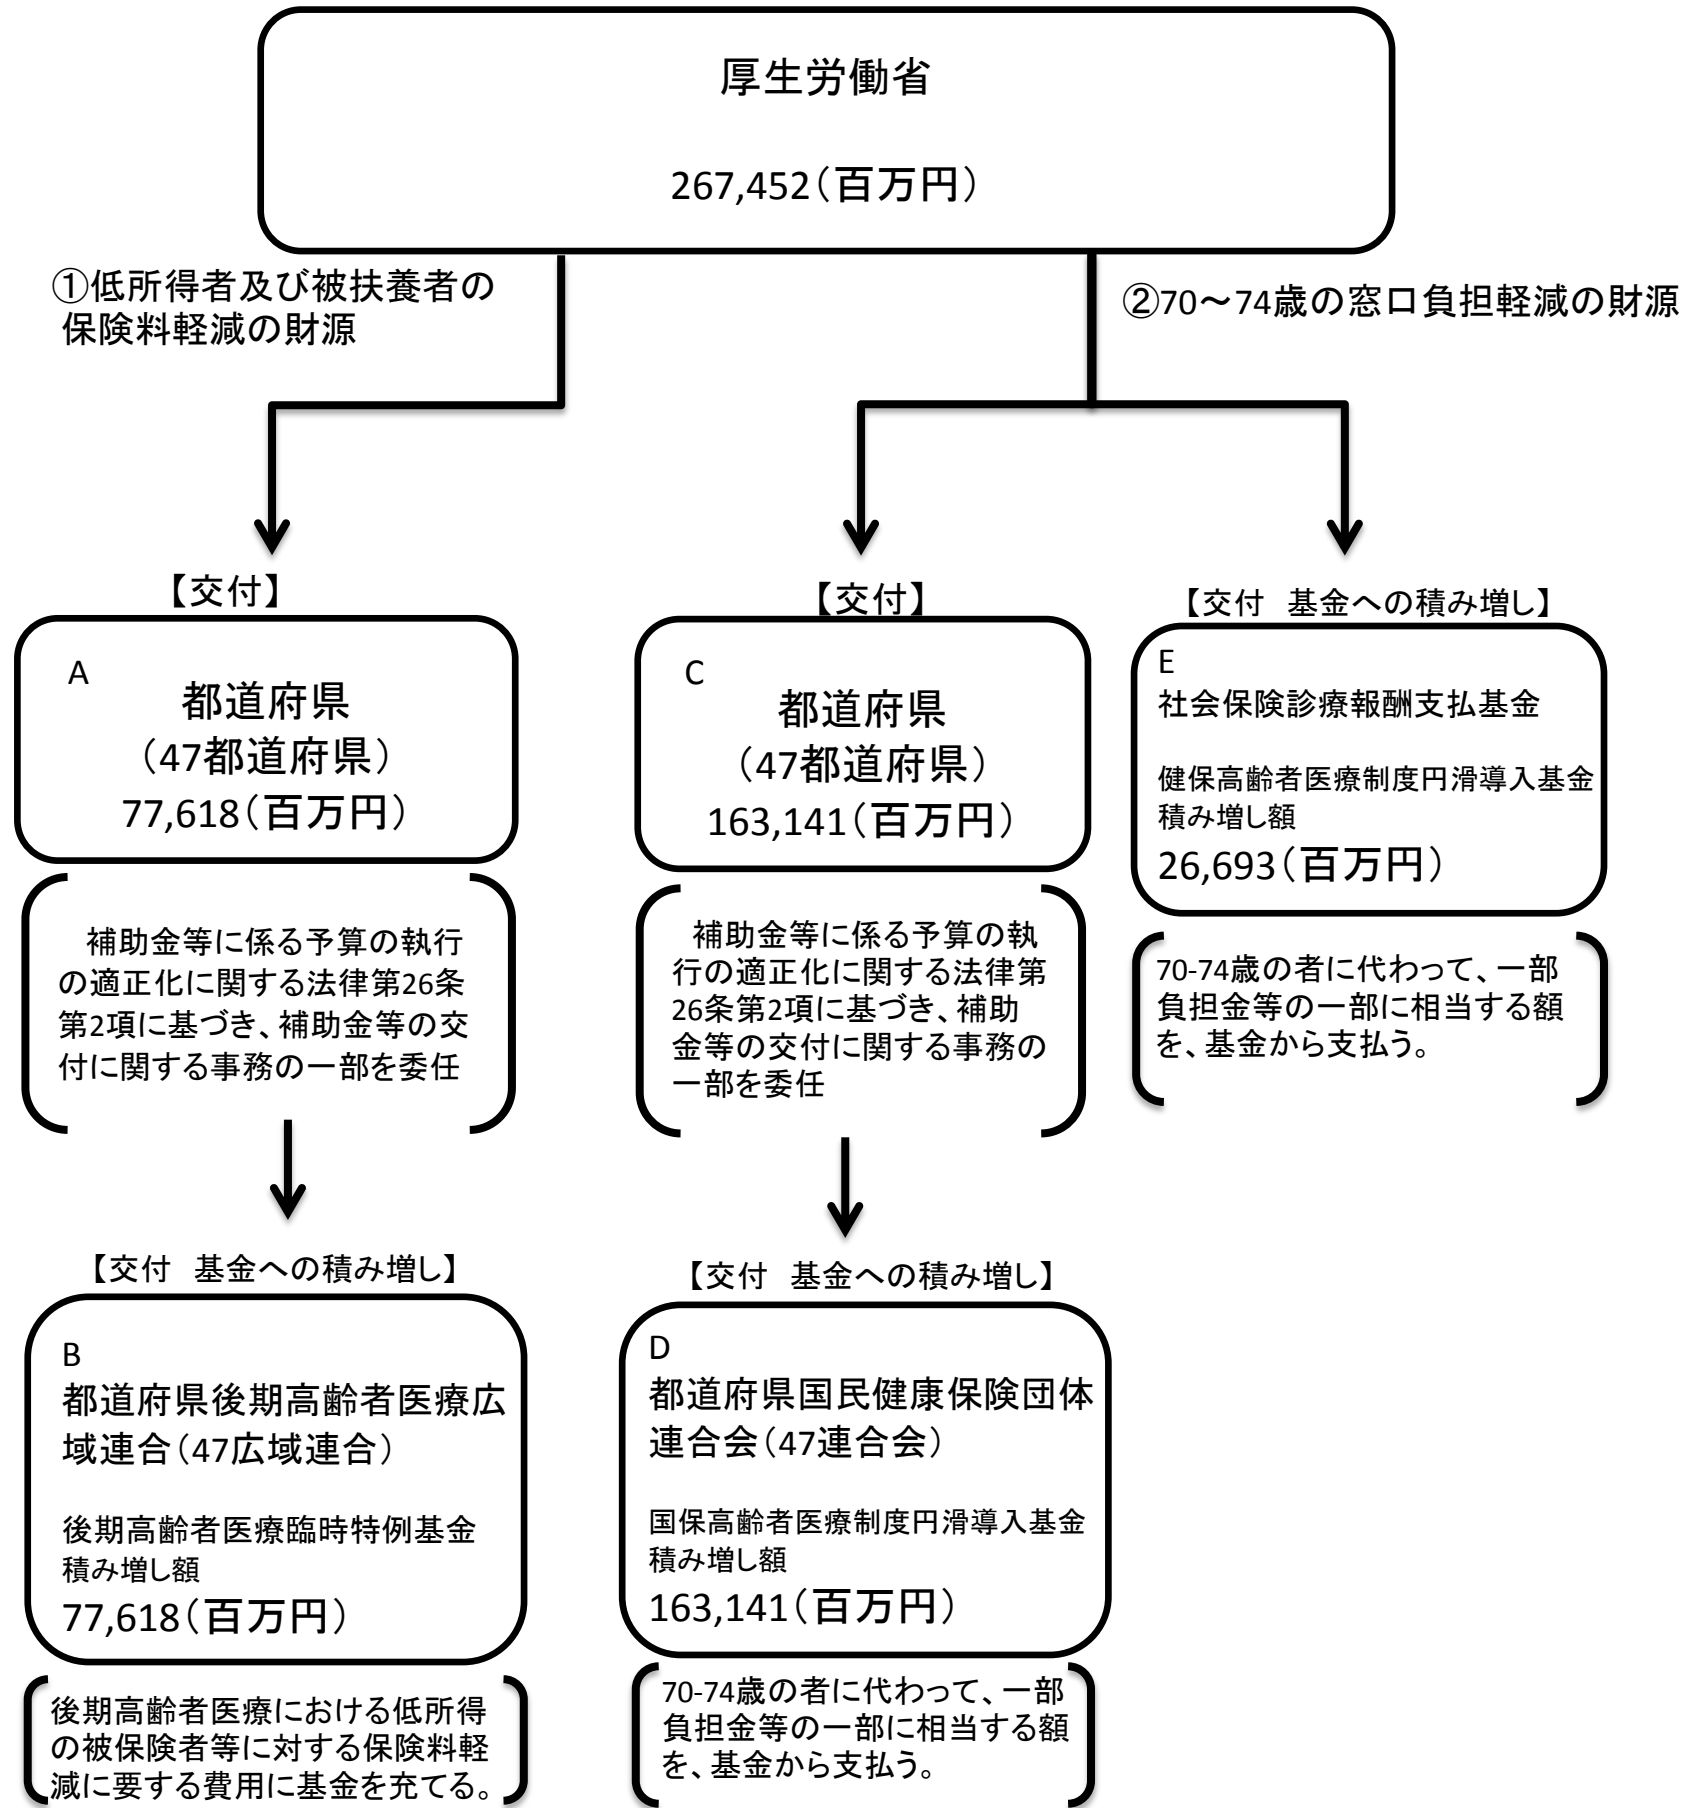 厚生労働省
267,452(百万円)
①低所得者及び被扶養者の
保険料軽減の財源
②70～74歳の窓口負担軽減の財源
【交付】
A
都道府県
(47都道府県)
77,618(百万円)
補助金等に係る予算の執行
の適正化に関する法律第26条
第2項に基づき、補助金等の交
付に関する事務の一部を委任
【交付　基金への積み増し】
B
都道府県後期高齢者医療広
域連合(47広域連合)
後期高齢者医療臨時特例基金
積み増し額
77,618(百万円)
後期高齢者医療における低所得
の被保険者等に対する保険料軽
減に要する費用に基金を充てる。
【交付】
C
都道府県
(47都道府県)
163,141(百万円)
補助金等に係る予算の執
行の適正化に関する法律第
26条第2項に基づき、補助
金等の交付に関する事務の
一部を委任
【交付　基金への積み増し】
D
都道府県国民健康保険団体
連合会(47連合会)
国保高齢者医療制度円滑導入基金
積み増し額
163,141(百万円)
70-74歳の者に代わって、一部
負担金等の一部に相当する額
を、基金から支払う。
【交付　基金への積み増し】
E
社会保険診療報酬支払基金
健保高齢者医療制度円滑導入基金
積み増し額
26,693(百万円)
70-74歳の者に代わって、一部
負担金等の一部に相当する額
を、基金から支払う。